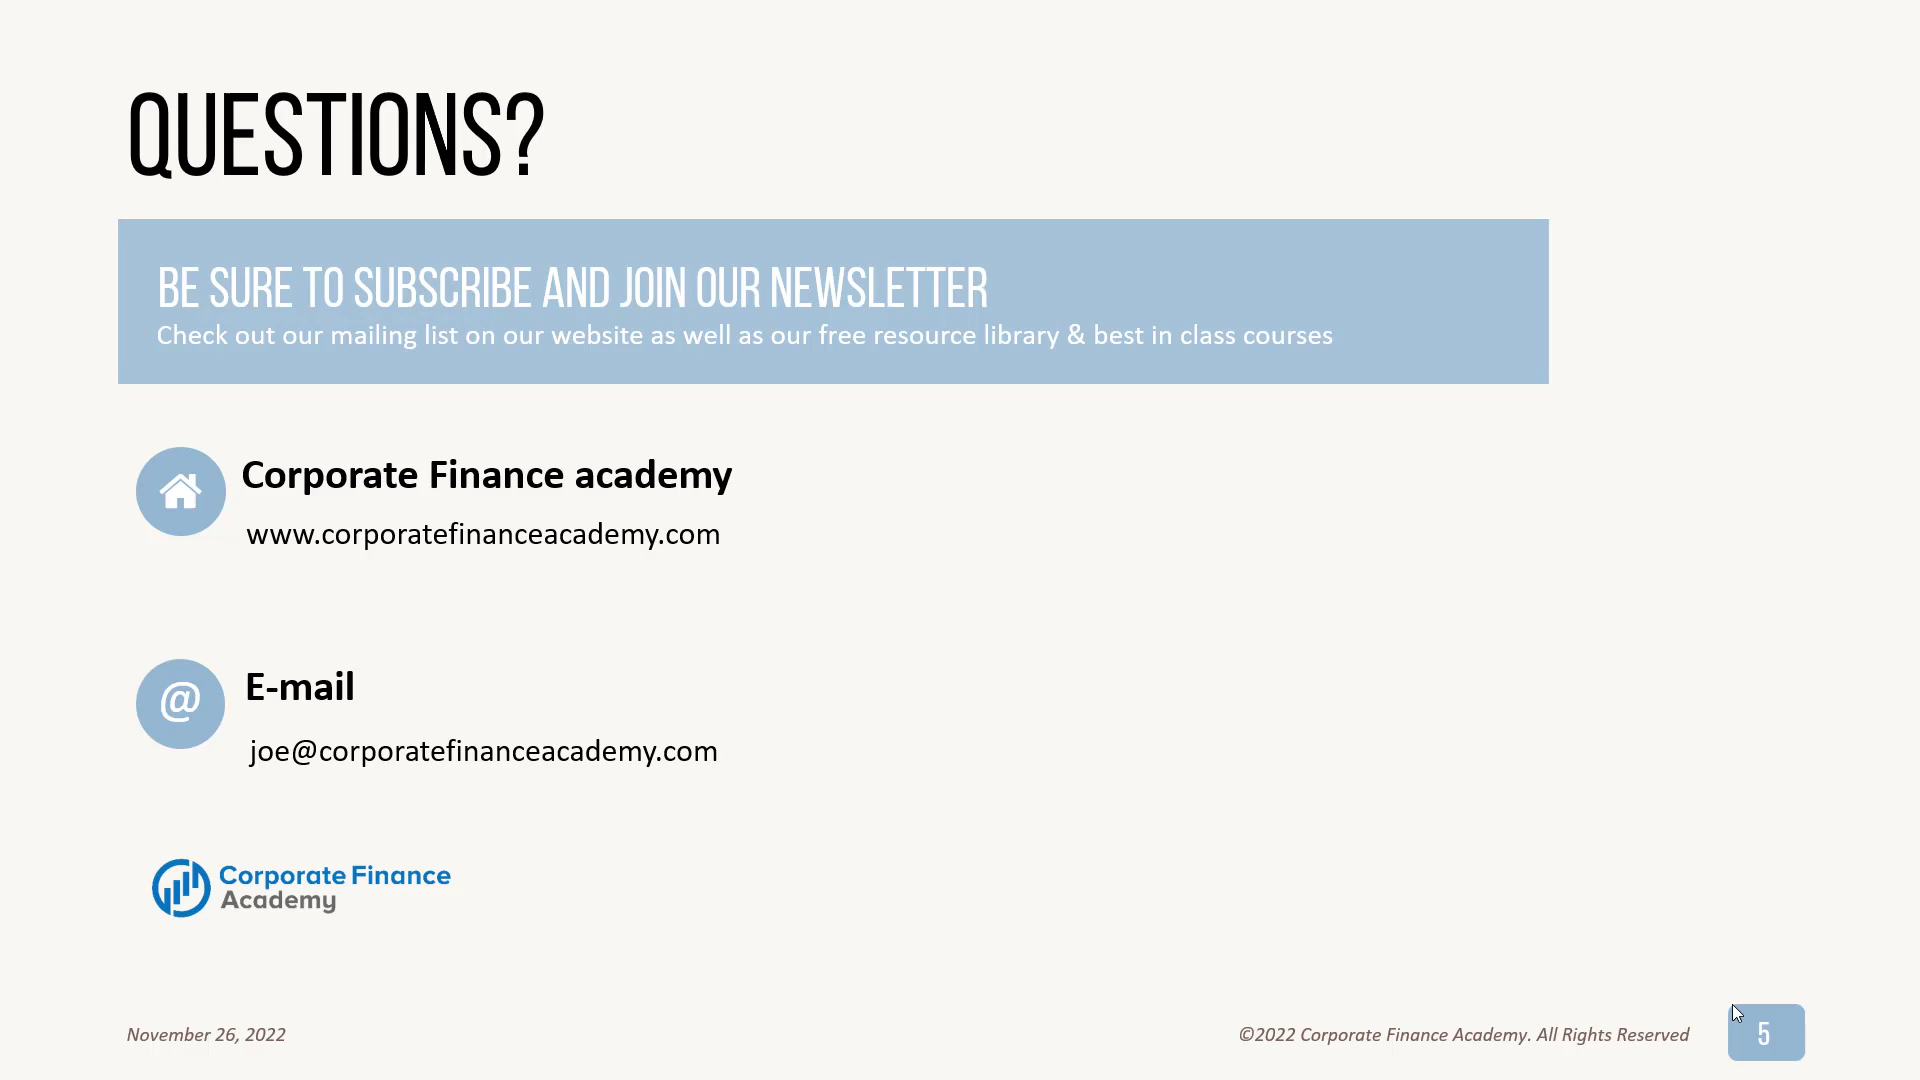 QUESTIONS?
BE SURE TO SUBSCRIBE AND JOIN OUR NEWSLETTER
Check out our mailing list on our website as well as our free resource library & best in class courses
Corporate Finance academy
www.corporatefinanceacademy.com
@
E-mail
joe@corporatefinanceacademy.com
Corporate Finance
Academy
November 26, 2022
©2022 Corporate Finance Academy. All Rights Reserved
5